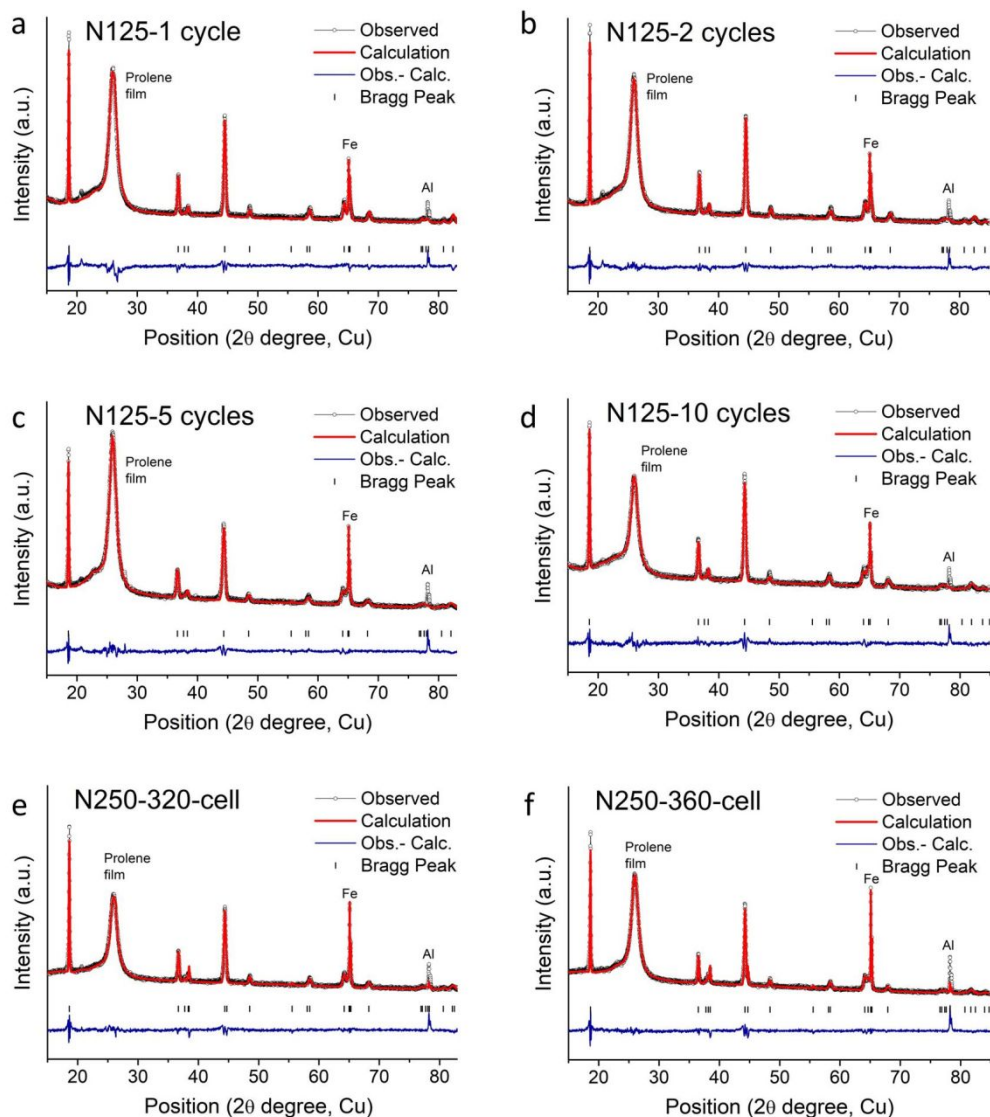 a
N125-1 cycle
Observed
Calculation
Obs.- Calc.
Bragg Peak
Prolene
film
Fe
Al
Intensity (a.u.)
20 30 40 50 60 70 80
Position (2θ degree, Cu)
b
N125-2 cycles
Observed
Calculation
Obs.- Calc.
Bragg Peak
Prolene
film
Fe
Al
Intensity (a.u.)
20 30 40 50 60 70 80
Position (2θ degree, Cu)
c
N125-5 cycles
Observed
Calculation
Obs.- Calc.
Bragg Peak
Prolene
film
Fe
Al
Intensity (a.u.)
20 30 40 50 60 70 80
Position (2θ degree, Cu)
d
N125-10 cycles
Observed
Calculation
Obs.- Calc.
Bragg Peak
Prolene
film
Fe
Al
Intensity (a.u.)
20 30 40 50 60 70 80
Position (2θ degree, Cu)
e
N250-320-cell
Observed
Calculation
Obs.- Calc.
Bragg Peak
Prolene
film
Fe
Al
Intensity (a.u.)
20 30 40 50 60 70 80
Position (2θ degree, Cu)
f
N250-360-cell
Observed
Calculation
Obs.- Calc.
Bragg Peak
Prolene
film
Fe
Al
Intensity (a.u.)
20 30 40 50 60 70 80
Position (2θ degree, Cu)